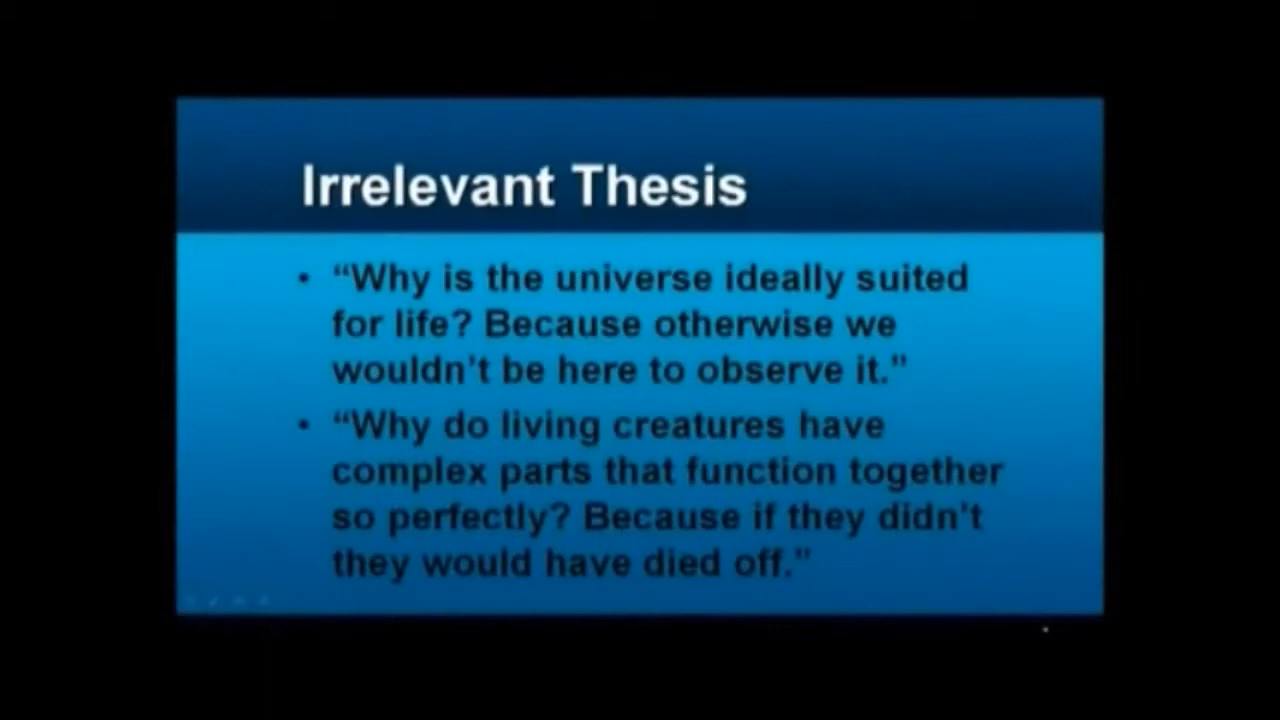 Irrelevant Thesis
• “Why is the universe ideally suited
for life? Because otherwise we
wouldn’t be here to observe it.”
• “Why do living creatures have
complex parts that function together
so perfectly? Because if they didn’t
they would have died off.”